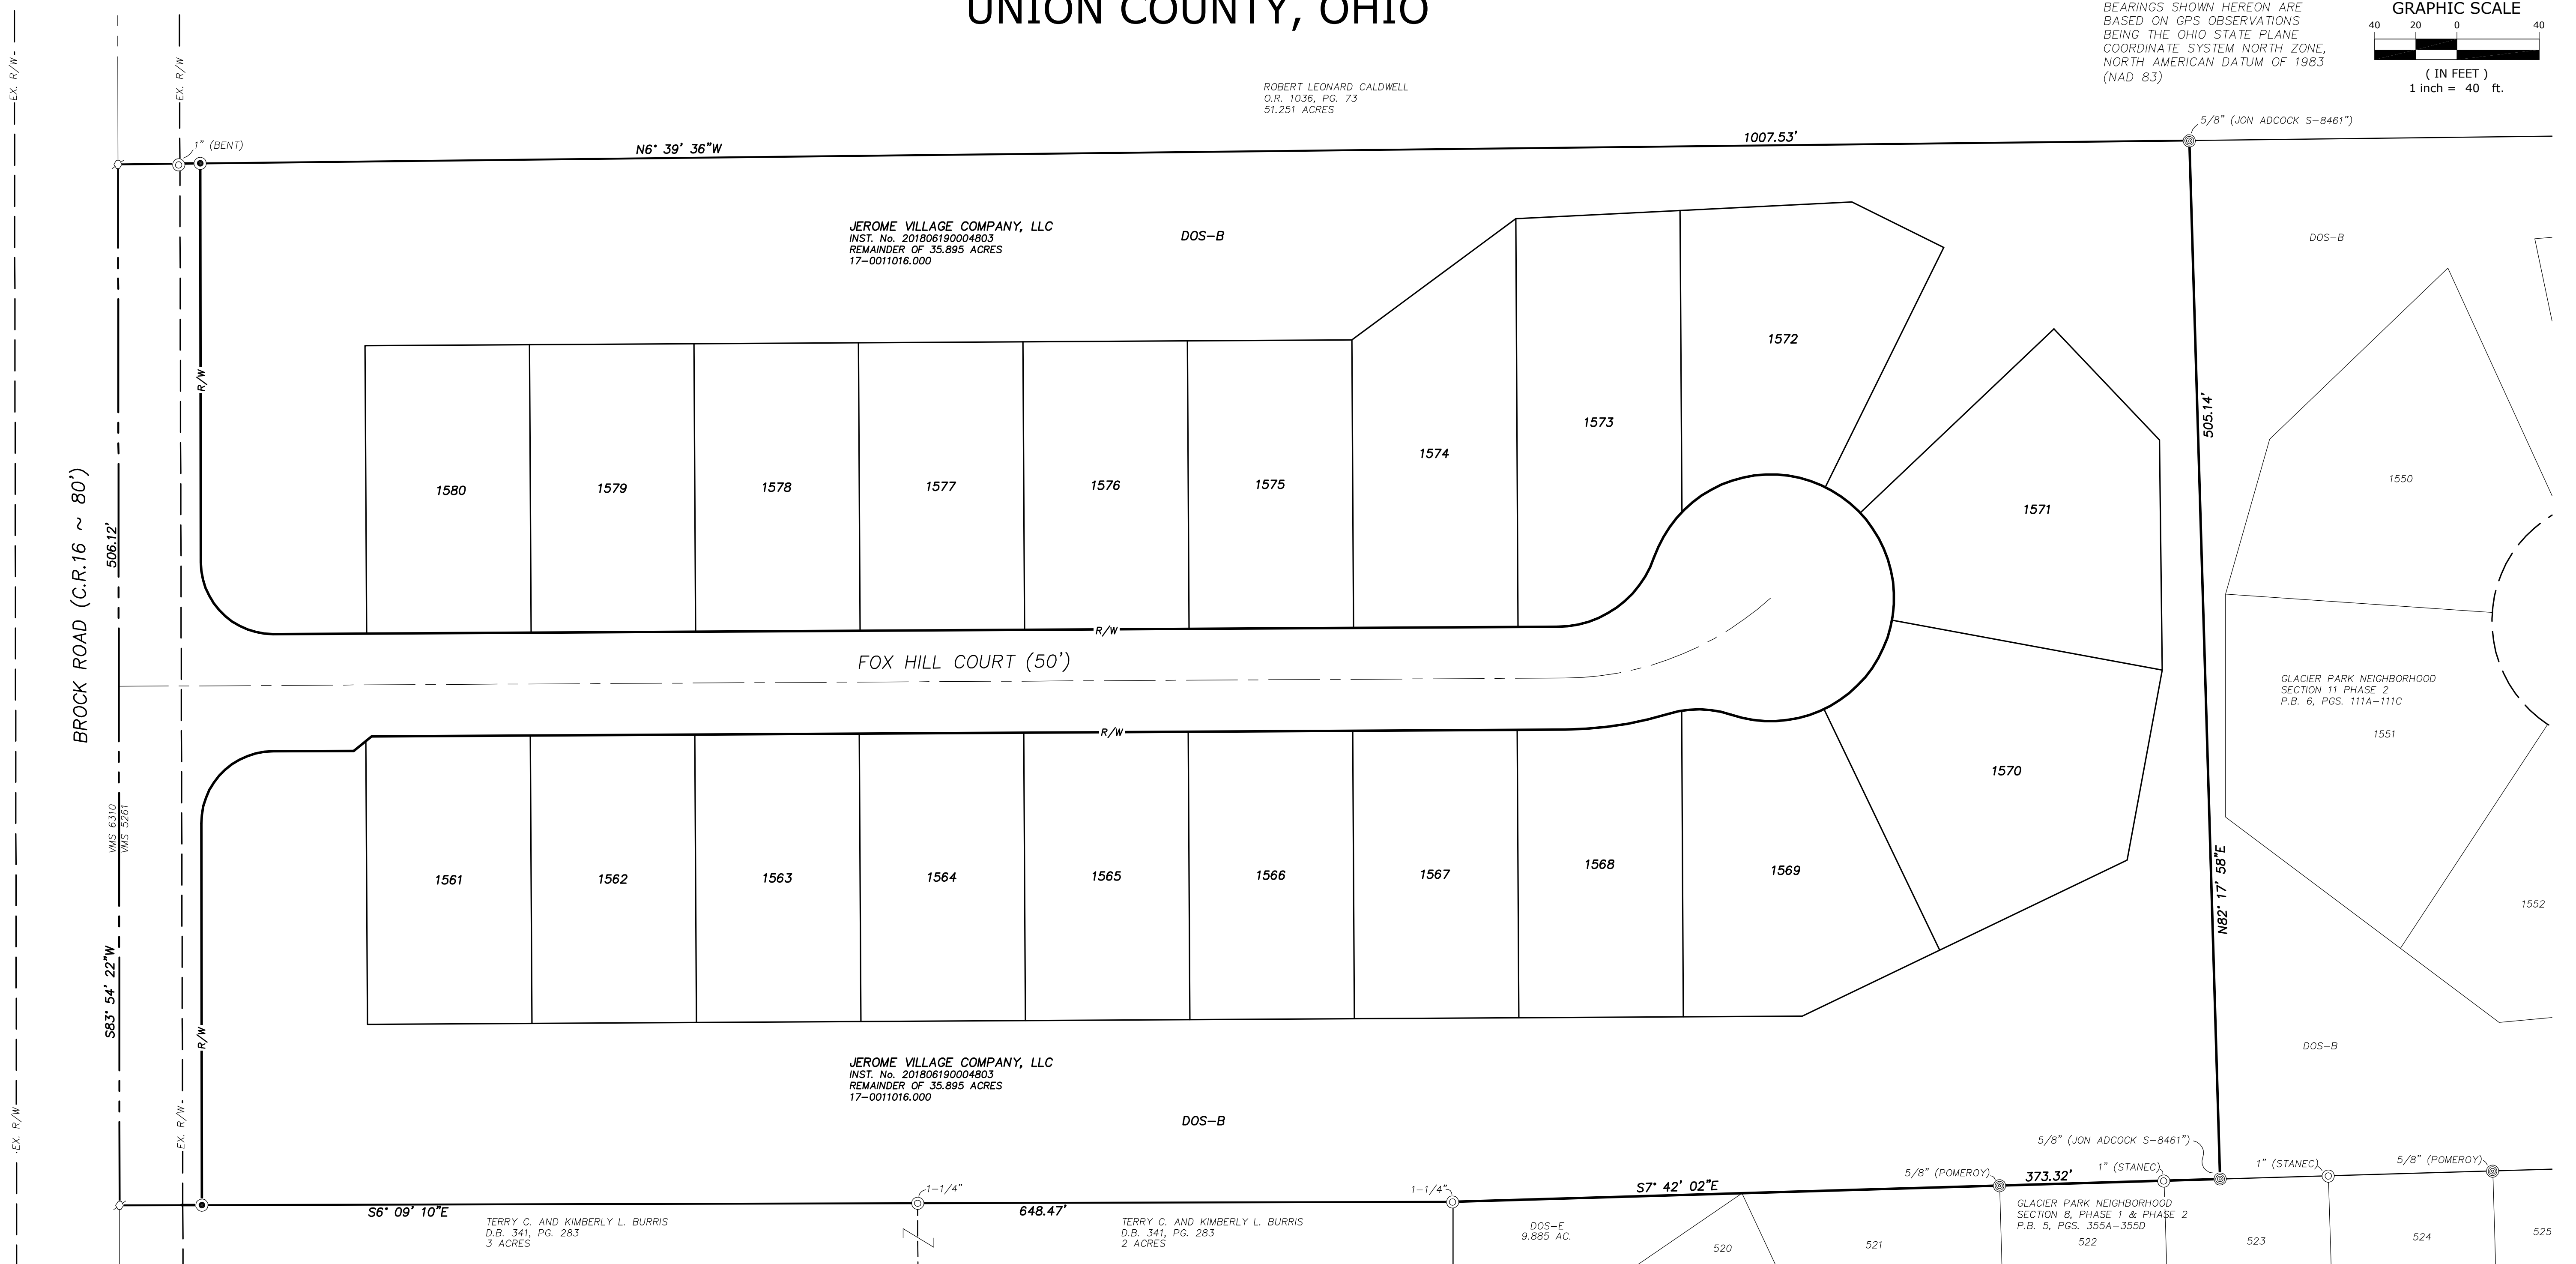 UNION COUNTY, OHIO
BEARINGS SHOWN HEREON ARE
BASED ON GPS OBSERVATIONS
BEING THE OHIO STATE PLANE
COORDINATE SYSTEM NORTH ZONE,
NORTH AMERICAN DATUM OF 1983
(NAD 83)
GRAPHIC SCALE
40 20 0 40
( IN FEET )
1 inch = 40 ft.
EX. R/W
EX. R/W
ROBERT LEONARD CALDWELL
O.R. 1036, PG. 73
51.251 ACRES
1" (BENT)
N6° 39' 36"W
1007.53'
5/8" (JON ADCOCK S-8461")
JEROME VILLAGE COMPANY, LLC
INST. No. 201806190004803
REMAINDER OF 35.895 ACRES
17-0011016.000
DOS-B
DOS-B
R/W
1580
1579
1578
1577
1576
1575
1574
1573
1572
1571
505.14'
1550
BROCK ROAD (C.R.16 ~ 80')
506.12'
R/W
FOX HILL COURT (50')
R/W
GLACIER PARK NEIGHBORHOOD
SECTION 11 PHASE 2
P.B. 6, PGS. 111A-111C
1551
VMS 6310
VMS 5261
1561
1562
1563
1564
1565
1566
1567
1568
1569
1570
N82° 17' 58"E
1552
S83° 54' 22"W
R/W
JEROME VILLAGE COMPANY, LLC
INST. No. 201806190004803
REMAINDER OF 35.895 ACRES
17-0011016.000
DOS-B
DOS-B
EX. R/W
EX. R/W
5/8" (JON ADCOCK S-8461")
1-1/4"
1-1/4"
S7° 42' 02"E
5/8" (POMEROY)
373.32'
1" (STANEC)
1" (STANEC)
5/8" (POMEROY)
S6° 09' 10"E
648.47'
TERRY C. AND KIMBERLY L. BURRIS
D.B. 341, PG. 283
3 ACRES
TERRY C. AND KIMBERLY L. BURRIS
D.B. 341, PG. 283
2 ACRES
DOS-E
9.885 AC.
GLACIER PARK NEIGHBORHOOD
SECTION 8, PHASE 1 & PHASE 2
P.B. 5, PGS. 355A-355D
520
521
522
523
524
525